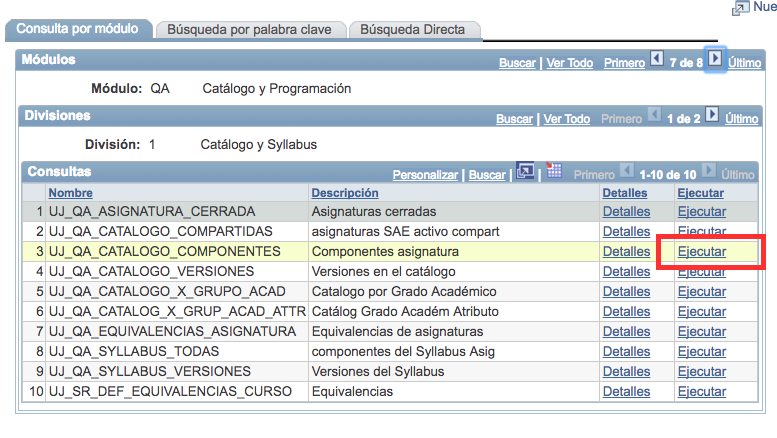 Nue
Consulta por módulo Búsqueda por palabra clave Búsqueda Directa
Módulos Buscar | Ver Todo Primero 7 de 8 Último
Módulo: QA Catálogo y Programación
Divisiones Buscar | Ver Todo Primero 1 de 2 Último
División: 1 Catálogo y Syllabus
Consultas Personalizar | Buscar | | Primero 1-10 de 10 Último
Nombre Descripción Detalles Ejecutar
1 UJ_QA_ASIGNATURA_CERRADA Asignaturas cerradas Detalles Ejecutar
2 UJ_QA_CATALOGO_COMPARTIDAS asignaturas SAE activo compart Detalles Ejecutar
3 UJ_QA_CATALOGO_COMPONENTES Componentes asignatura Detalles Ejecutar
4 UJ_QA_CATALOGO_VERSIONES Versiones en el catálogo Detalles Ejecutar
5 UJ_QA_CATALOGO_X_GRUPO_ACAD Catalogo por Grado Académico Detalles Ejecutar
6 UJ_QA_CATALOG_X_GRUP_ACAD_ATTR Catálg Grado Académ Atributo Detalles Ejecutar
7 UJ_QA_EQUIVALENCIAS_ASIGNATURA Equivalencias de asignaturas Detalles Ejecutar
8 UJ_QA_SYLLABUS_TODAS componentes del Syllabus Asig Detalles Ejecutar
9 UJ_QA_SYLLABUS_VERSIONES Versiones del Syllabus Detalles Ejecutar
10 UJ_SR_DEF_EQUIVALENCIAS_CURSO Equivalencias Detalles Ejecutar